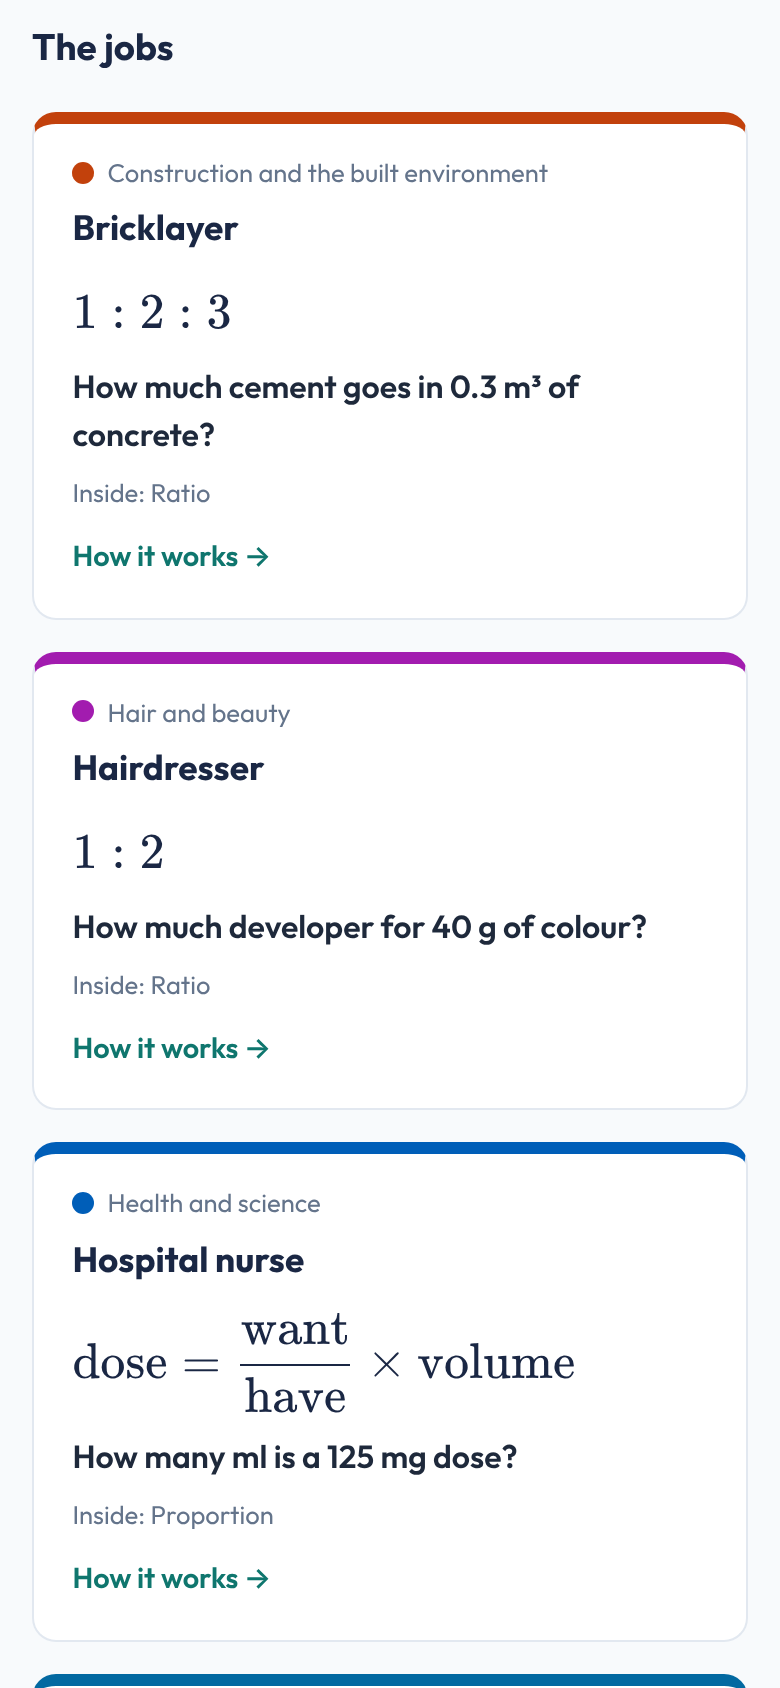 The jobs
Construction and the built environment
Bricklayer
1 : 2 : 3
How much cement goes in 0.3 m³ of
concrete?
Inside: Ratio
How it works →
Hair and beauty
Hairdresser
1 : 2
How much developer for 40 g of colour?
Inside: Ratio
How it works →
Health and science
Hospital nurse
dose = want/have × volume
How many ml is a 125 mg dose?
Inside: Proportion
How it works →